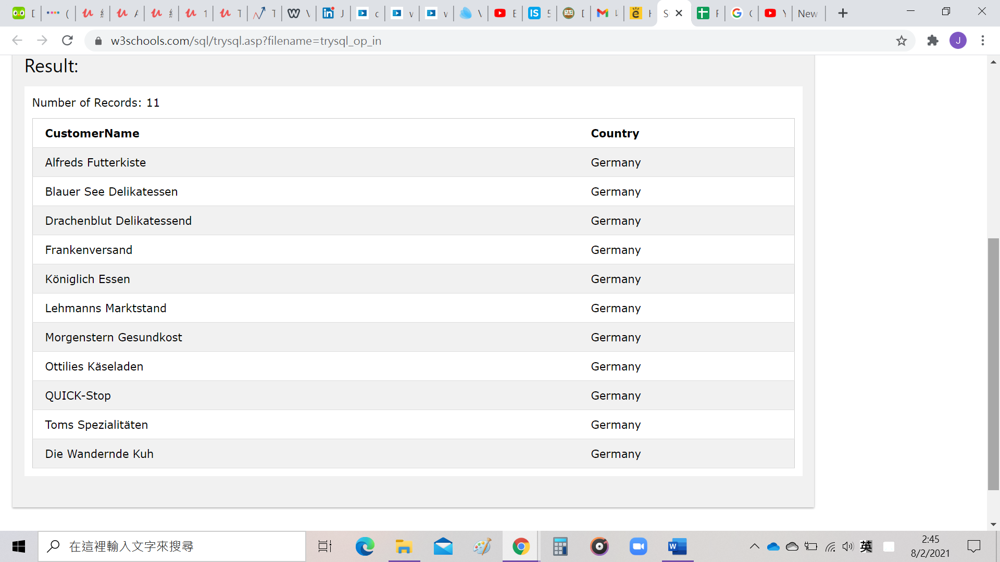 New
w3schools.com/sql/trysql.asp?filename=trysql_op_in
J
Result:
Number of Records: 11
CustomerName Country
Alfreds Futterkiste Germany
Blauer See Delikatessen Germany
Drachenblut Delikatessend Germany
Frankenversand Germany
Königlich Essen Germany
Lehmanns Marktstand Germany
Morgenstern Gesundkost Germany
Ottilies Käseladen Germany
QUICK-Stop Germany
Toms Spezialitäten Germany
Die Wandernde Kuh Germany
在這裡輸入文字來搜尋
英
2:45
8/2/2021